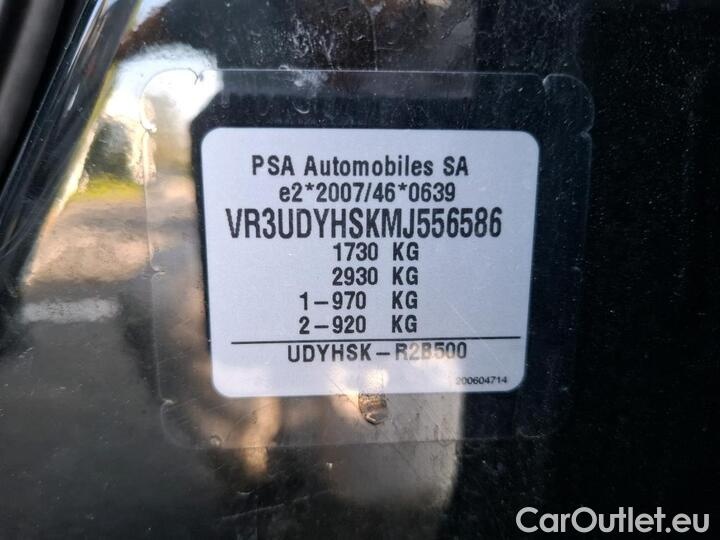 PSA Automobiles SA
e2*2007/46*0639
VR3UDYHSKMJ556586
1730 KG
2930 KG
1-970 KG
2-920 KG
UDYHSK-R2B500
200604714
CarOutlet.eu